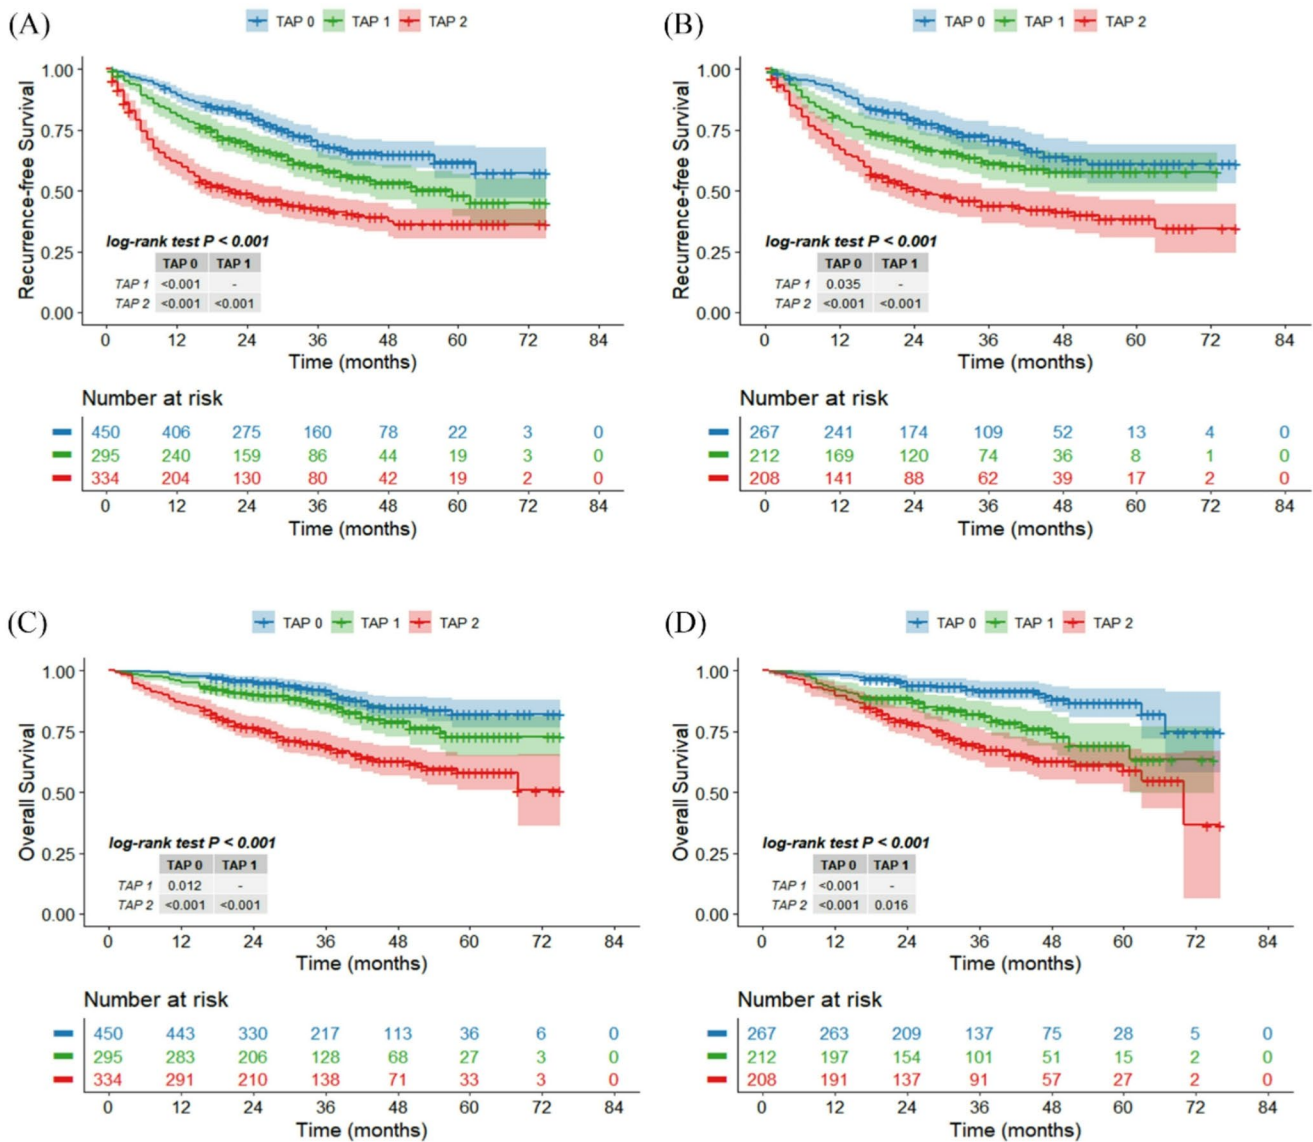 (A)
TAP 0 TAP 1 TAP 2
Recurrence-free Survival
1.00
0.75
0.50
0.25
0.00
log-rank test P < 0.001
TAP 0 TAP 1
TAP 1 <0.001 -
TAP 2 <0.001 <0.001
0 12 24 36 48 60 72 84
Time (months)
Number at risk
450 406 275 160 78 22 3 0
295 240 159 86 44 19 3 0
334 204 130 80 42 19 2 0
0 12 24 36 48 60 72 84
Time (months)
(B)
TAP 0 TAP 1 TAP 2
Recurrence-free Survival
1.00
0.75
0.50
0.25
0.00
log-rank test P < 0.001
TAP 0 TAP 1
TAP 1 0.035 -
TAP 2 <0.001 <0.001
0 12 24 36 48 60 72 84
Time (months)
Number at risk
267 241 174 109 52 13 4 0
212 169 120 74 36 8 1 0
208 141 88 62 39 17 2 0
0 12 24 36 48 60 72 84
Time (months)
(C)
TAP 0 TAP 1 TAP 2
Overall Survival
1.00
0.75
0.50
0.25
0.00
log-rank test P < 0.001
TAP 0 TAP 1
TAP 1 0.012 -
TAP 2 <0.001 <0.001
0 12 24 36 48 60 72 84
Time (months)
Number at risk
450 443 330 217 113 36 6 0
295 283 206 128 68 27 3 0
334 291 210 138 71 33 3 0
0 12 24 36 48 60 72 84
Time (months)
(D)
TAP 0 TAP 1 TAP 2
Overall Survival
1.00
0.75
0.50
0.25
0.00
log-rank test P < 0.001
TAP 0 TAP 1
TAP 1 <0.001 -
TAP 2 <0.001 0.016
0 12 24 36 48 60 72 84
Time (months)
Number at risk
267 263 209 137 75 28 5 0
212 197 154 101 51 15 2 0
208 191 137 91 57 27 2 0
0 12 24 36 48 60 72 84
Time (months)